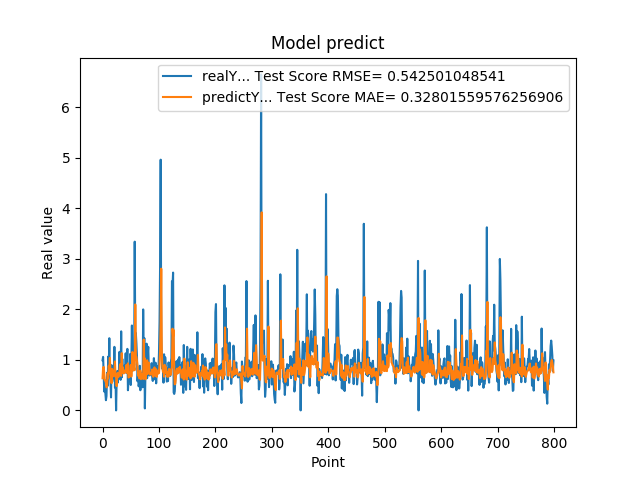 Model predict
realY... Test Score RMSE= 0.542501048541
predictY... Test Score MAE= 0.32801559576256906
Real value
6
5
4
3
2
1
0
0 100 200 300 400 500 600 700 800
Point